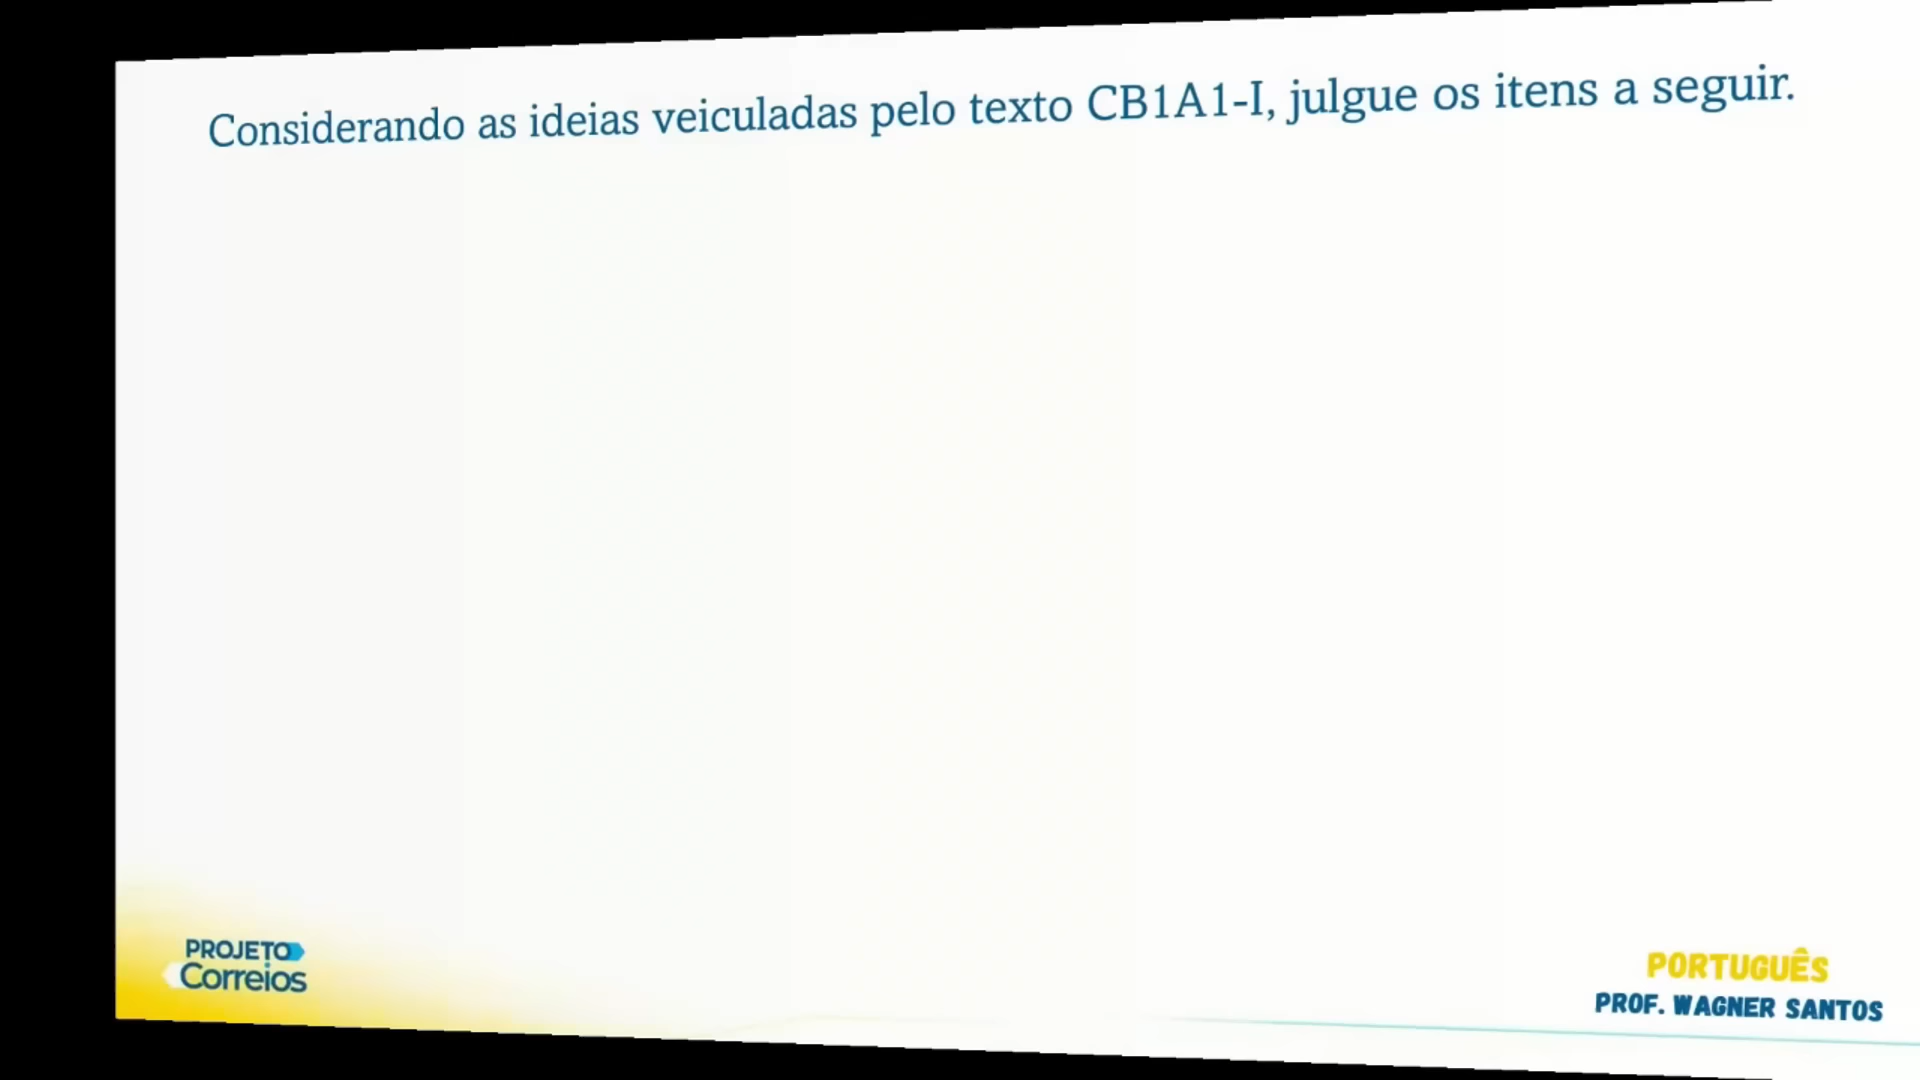 Considerando as ideias veiculadas pelo texto CB1A1-I, julgue os itens a seguir.
PROJETO
Correios
PORTUGUÊS
PROF. WAGNER SANTOS